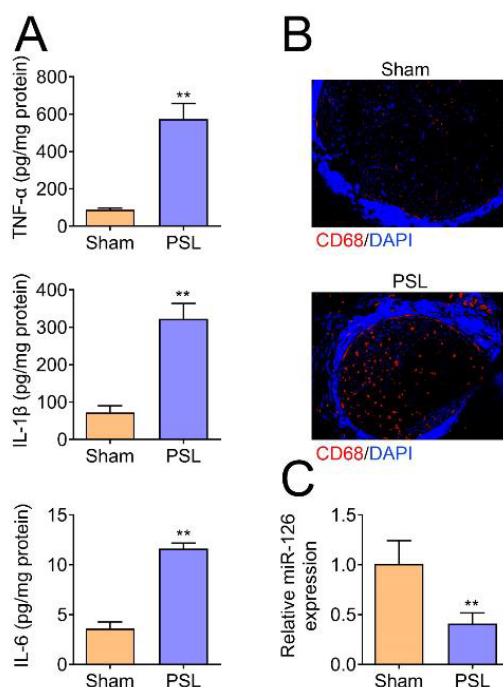 A
TNF-α (pg/mg protein)
800
600
400
200
0
**
Sham PSL
IL-1β (pg/mg protein)
400
300
200
100
0
**
Sham PSL
IL-6 (pg/mg protein)
15
10
5
0
**
Sham PSL
B
Sham
CD68/DAPI
PSL
CD68/DAPI
C
Relative miR-126
expression
1.5
1.0
0.5
0.0
**
Sham PSL